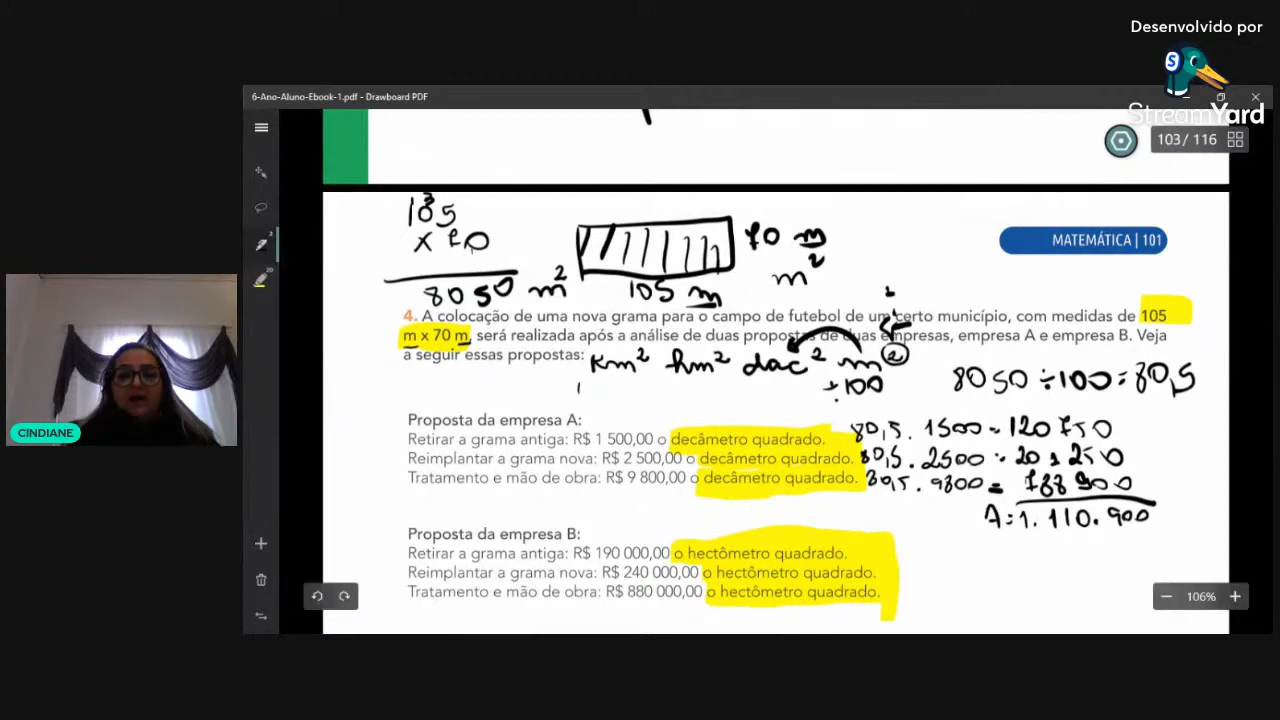 Desenvolvido por
S
StreamYard
6-Ano-Aluno-Ebook-1.pdf - Drawboard PDF
103 / 116
105
x 70
8050 m²
70 m
m²
105 m
MATEMÁTICA | 101
4. A colocação de uma nova grama para o campo de futebol de um certo município, com medidas de 105
m x 70 m, será realizada após a análise de duas propostas de duas empresas, empresa A e empresa B. Veja
a seguir essas propostas:
km² hm² dac² m²
÷100
8050 ÷100 = 80,5
Proposta da empresa A:
Retirar a grama antiga: R$ 1 500,00 o decâmetro quadrado.
Reimplantar a grama nova: R$ 2 500,00 o decâmetro quadrado.
Tratamento e mão de obra: R$ 9 800,00 o decâmetro quadrado.
80,5 . 1500 = 120 750
80,5 . 2500 = 201 250
80,5 . 9800 = 788 900
A = 1.110.900
Proposta da empresa B:
Retirar a grama antiga: R$ 190 000,00 o hectômetro quadrado.
Reimplantar a grama nova: R$ 240 000,00 o hectômetro quadrado.
Tratamento e mão de obra: R$ 880 000,00 o hectômetro quadrado.
CINDIANE
106%